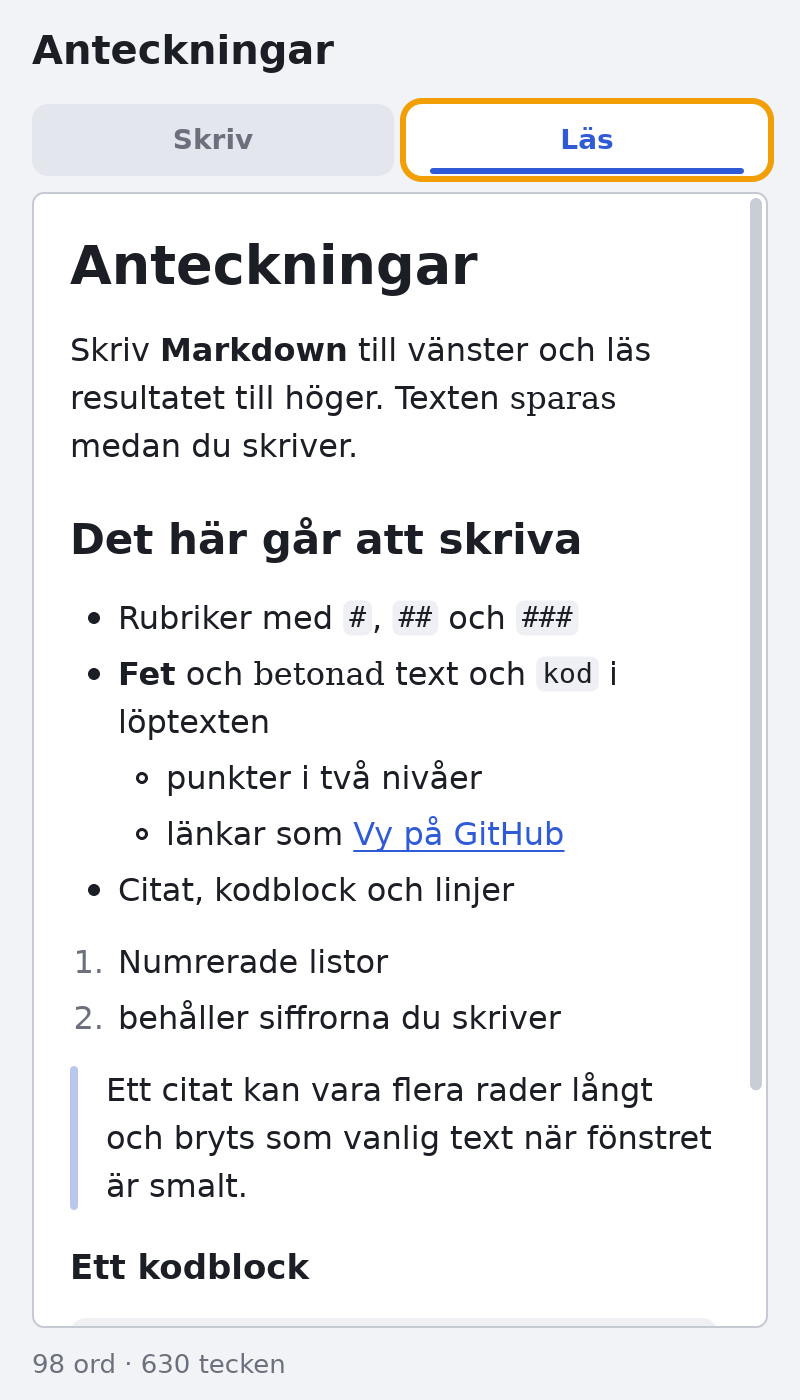 Anteckningar
Skriv
Läs
Anteckningar
Skriv Markdown till vänster och läs
resultatet till höger. Texten sparas
medan du skriver.
Det här går att skriva
Rubriker med #, ## och ###
Fet och betonad text och kod i
löptexten
punkter i två nivåer
länkar som Vy på GitHub
Citat, kodblock och linjer
1. Numrerade listor
2. behåller siffrorna du skriver
Ett citat kan vara flera rader långt
och bryts som vanlig text när fönstret
är smalt.
Ett kodblock
98 ord · 630 tecken